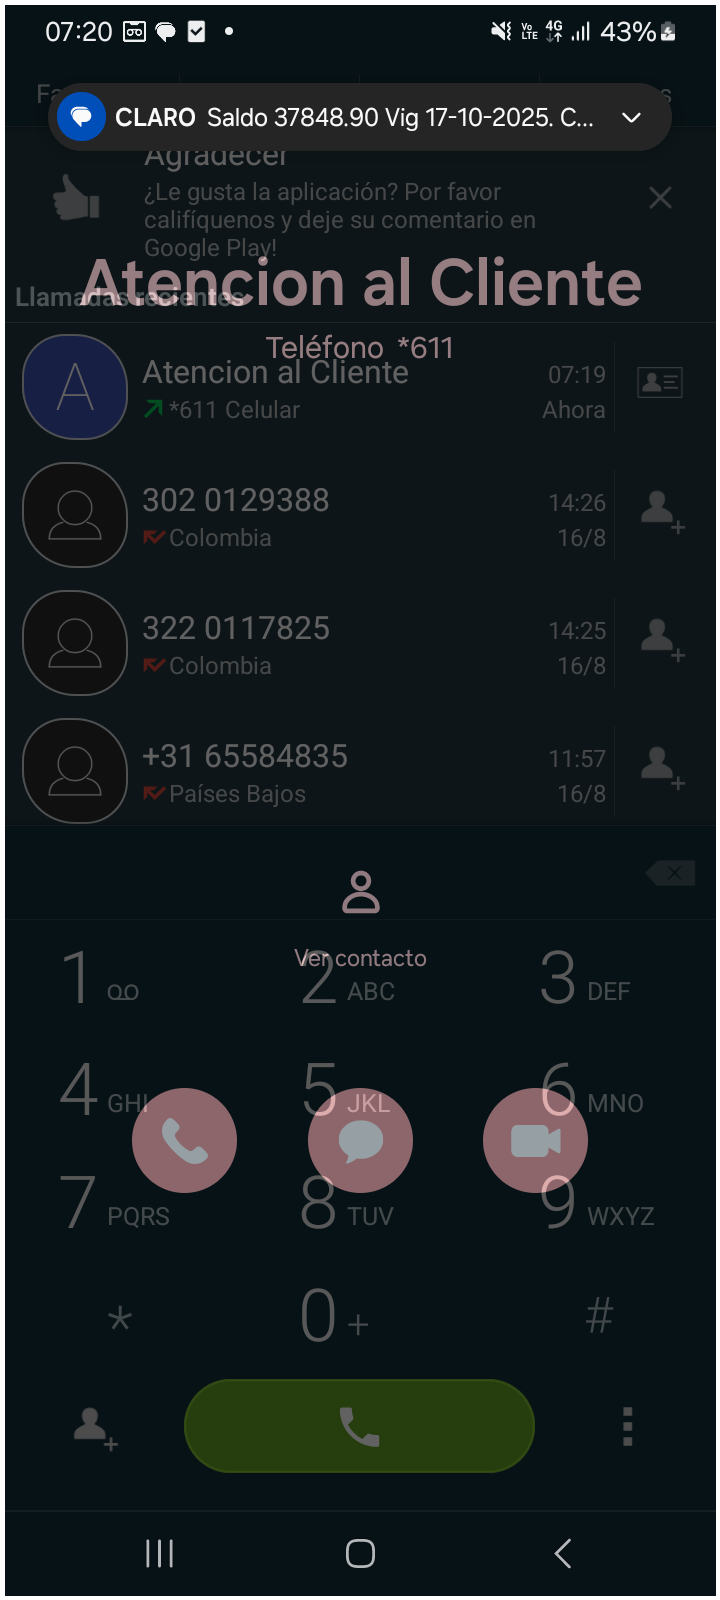 07:20
4G
Vo
LTE
43%
Fa
s
CLARO Saldo 37848.90 Vig 17-10-2025. C...
Agradecer
¿Le gusta la aplicación? Por favor
califíquenos y deje su comentario en
Google Play!
Atencion al Cliente
Llamadas recientes
Teléfono *611
A
Atencion al Cliente
07:19
*611 Celular
Ahora
302 0129388
14:26
Colombia
16/8
322 0117825
14:25
Colombia
16/8
+31 65584835
11:57
Países Bajos
16/8
Ver contacto
1
2 ABC
3 DEF
4 GHI
5 JKL
6 MNO
7 PQRS
8 TUV
9 WXYZ
*
0 +
#